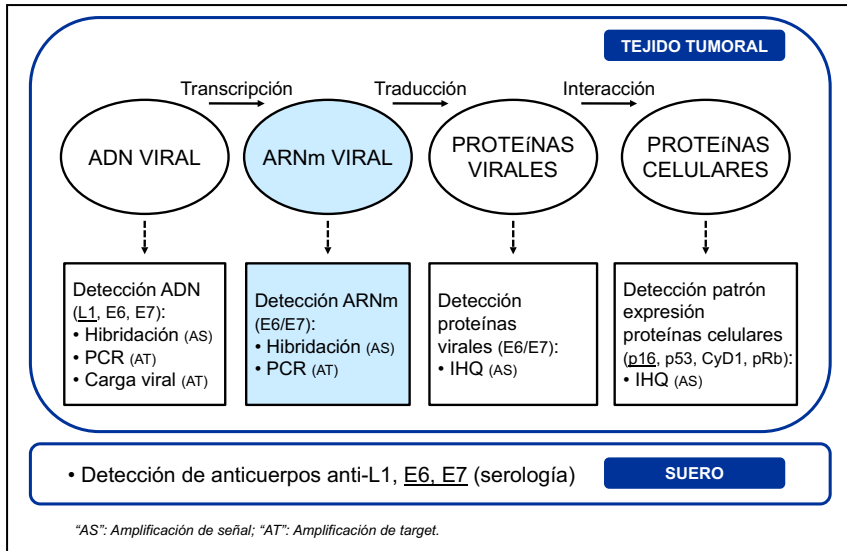 TEJIDO TUMORAL
Transcripción
Traducción
Interacción
ADN VIRAL
ARNm VIRAL
PROTEíNAS
VIRALES
PROTEíNAS
CELULARES
Detección ADN
(L1, E6, E7):
• Hibridación (AS)
• PCR (AT)
• Carga viral (AT)
Detección ARNm
(E6/E7):
• Hibridación (AS)
• PCR (AT)
Detección
proteínas
virales (E6/E7):
• IHQ (AS)
Detección patrón
expresión
proteínas celulares
(p16, p53, CyD1, pRb):
• IHQ (AS)
• Detección de anticuerpos anti-L1, E6, E7 (serología)
SUERO
“AS”: Amplificación de señal; “AT”: Amplificación de target.